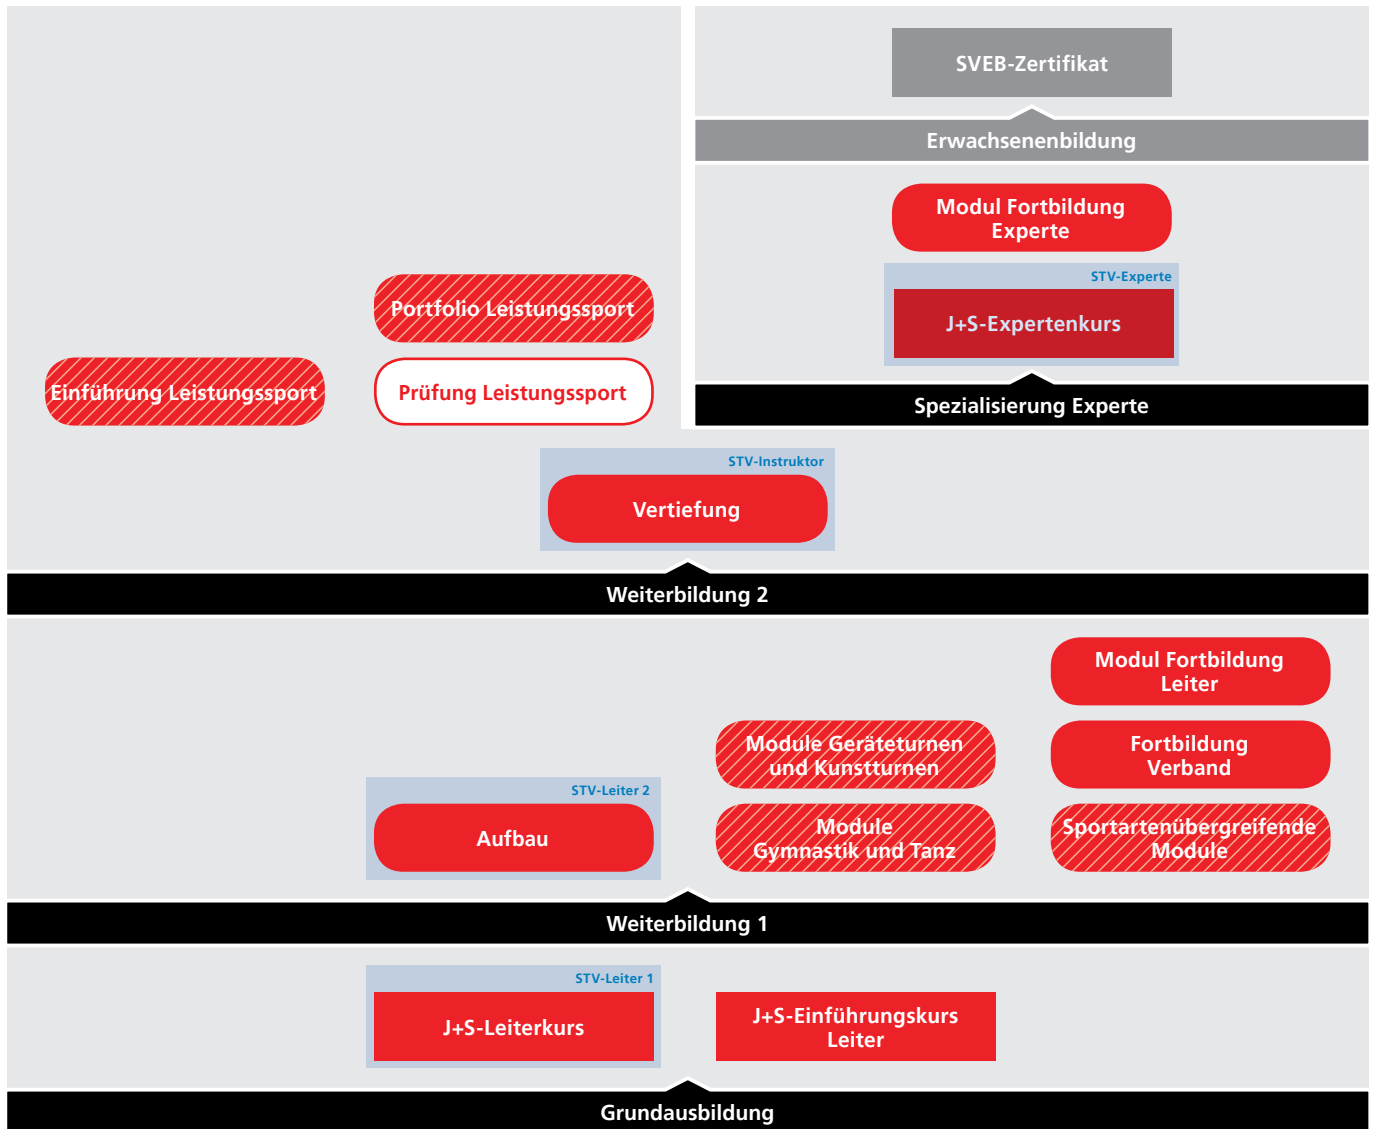 SVEB-Zertifikat
Erwachsenenbildung
Modul Fortbildung
Experte
STV-Experte
J+S-Expertenkurs
Spezialisierung Experte
Portfolio Leistungssport
Einführung Leistungssport
Prüfung Leistungssport
STV-Instruktor
Vertiefung
Weiterbildung 2
Modul Fortbildung
Leiter
Module Geräteturnen
und Kunstturnen
Fortbildung
Verband
STV-Leiter 2
Aufbau
Module
Gymnastik und Tanz
Sportartenübergreifende
Module
Weiterbildung 1
STV-Leiter 1
J+S-Leiterkurs
J+S-Einführungskurs
Leiter
Grundausbildung